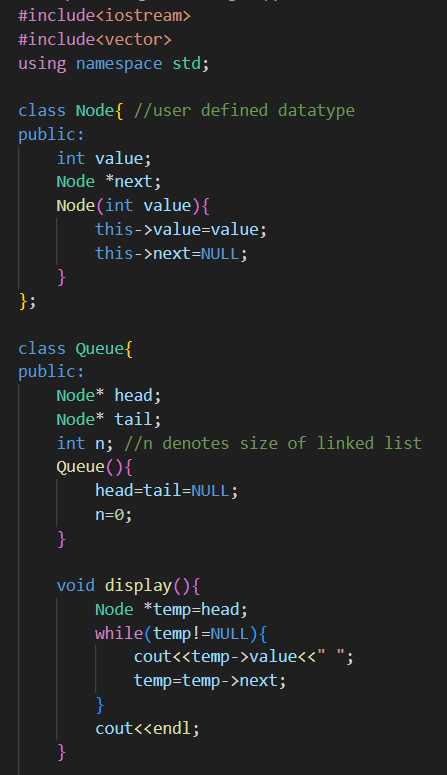 #include<iostream>
#include<vector>
using namespace std;
class Node{ //user defined datatype
public:
    int value;
    Node *next;
    Node(int value){
        this->value=value;
        this->next=NULL;
    }
};
class Queue{
public:
    Node* head;
    Node* tail;
    int n; //n denotes size of linked list
    Queue(){
        head=tail=NULL;
        n=0;
    }
    void display(){
        Node *temp=head;
        while(temp!=NULL){
            cout<<temp->value<<" ";
            temp=temp->next;
        }
        cout<<endl;
    }